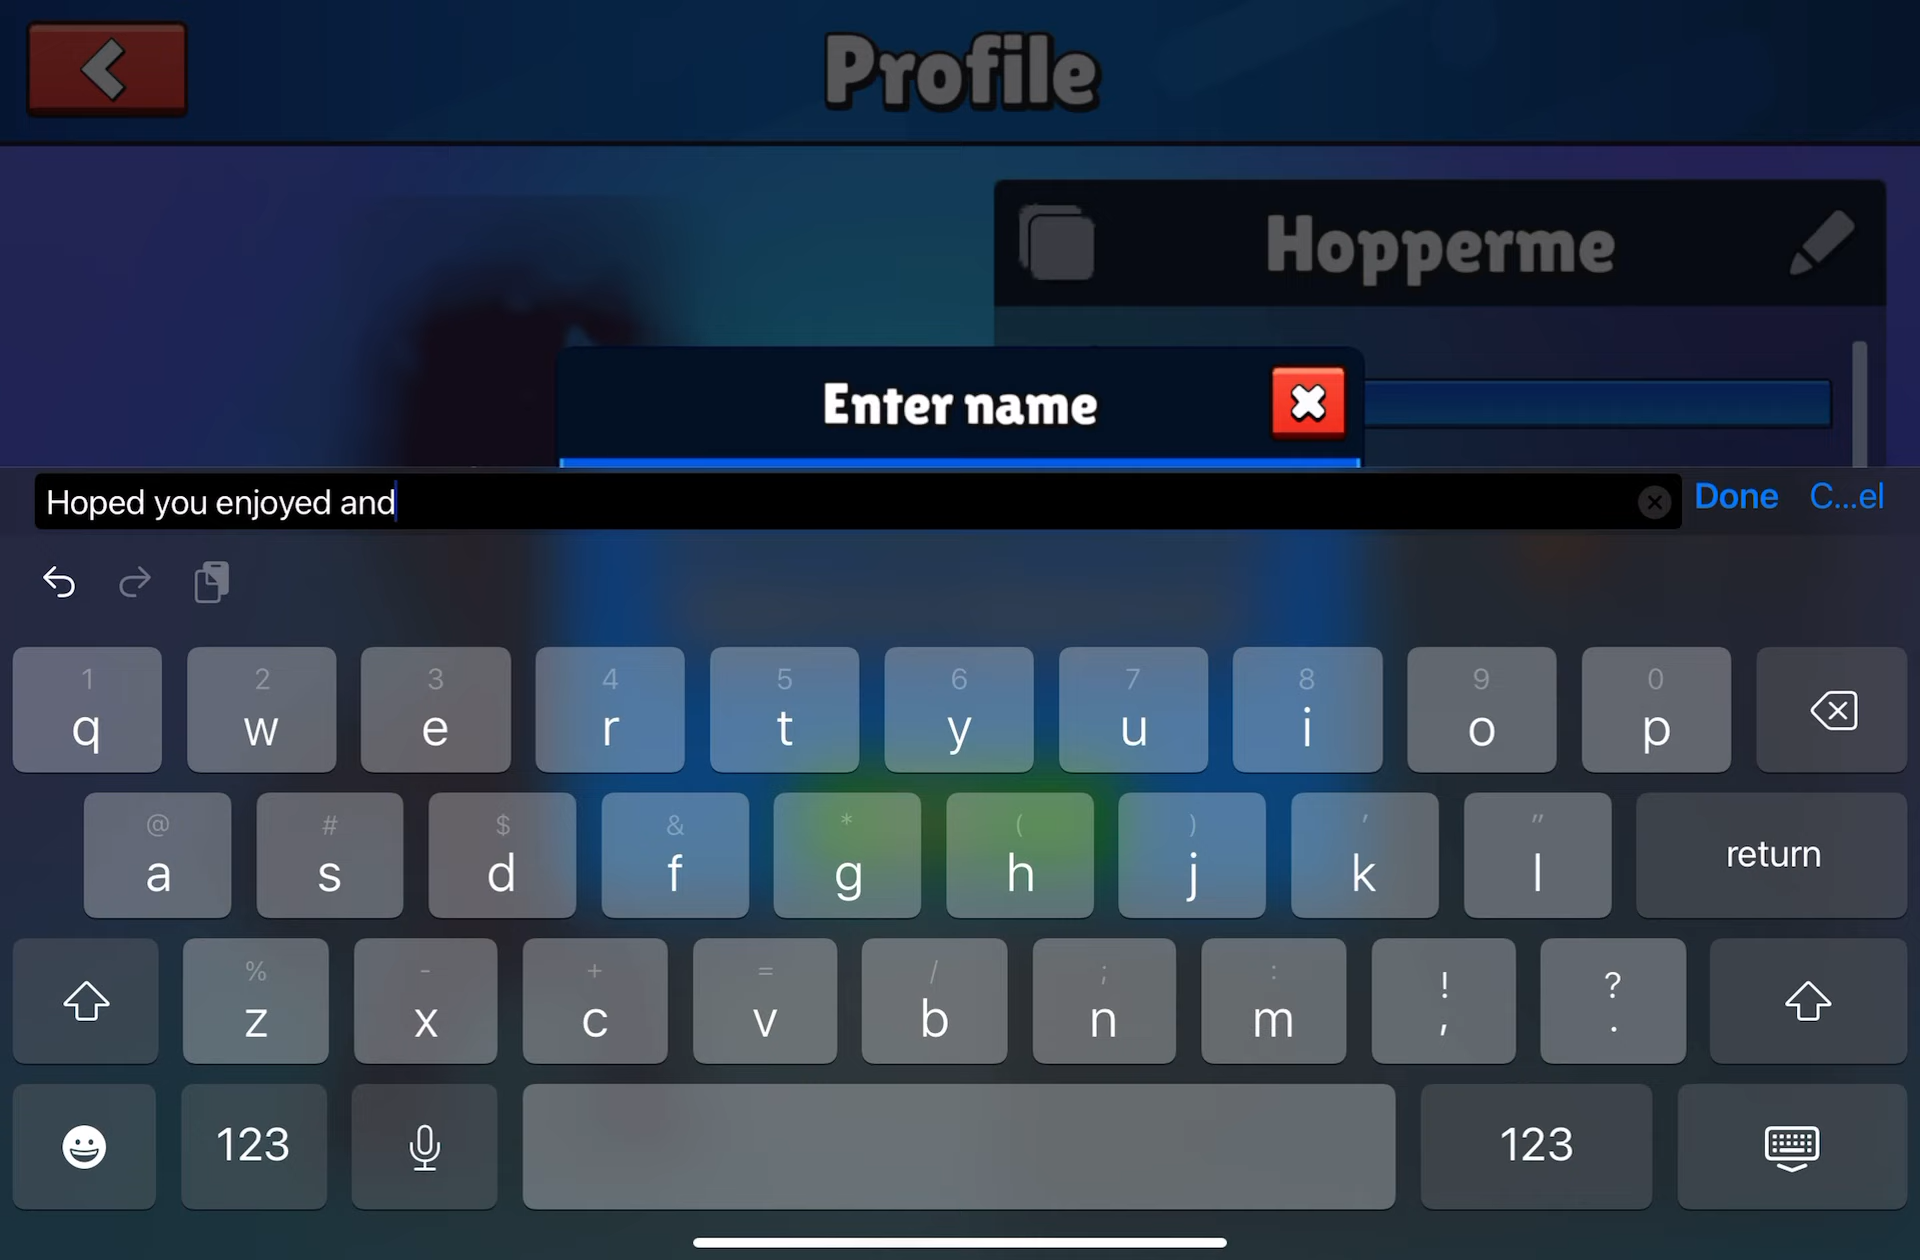 Profile
Hopperme
Enter name
Hoped you enjoyed and
Done C...el
1 2 3 4 5 6 7 8 9 0
q w e r t y u i o p
@ # $ & * ( ) ' "
a s d f g h j k l return
% - + = / ; : ! ?
z x c v b n m , .
123 123